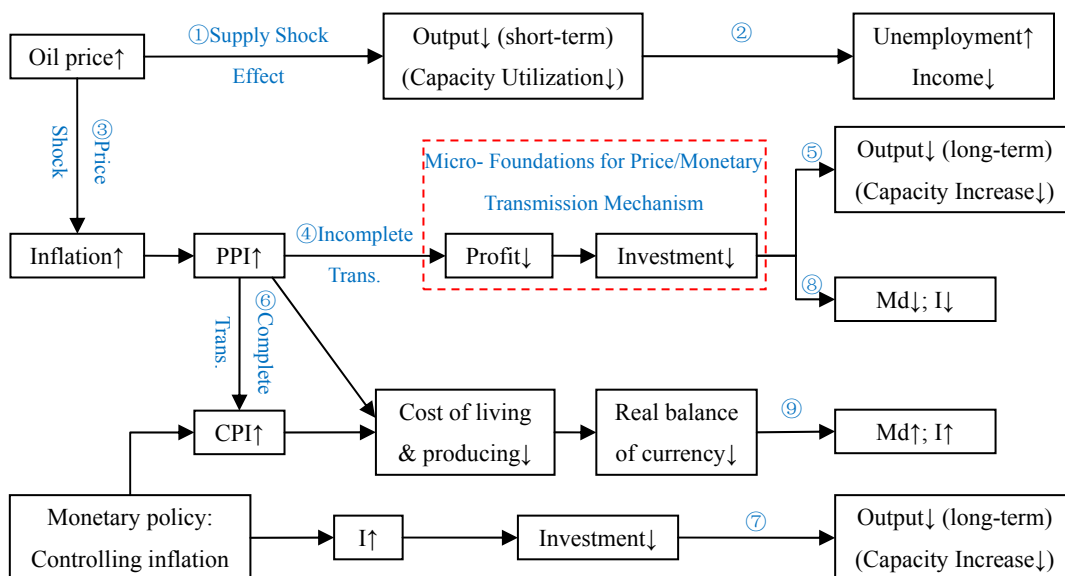 Oil price↑
①Supply Shock
Effect
Output↓ (short-term)
(Capacity Utilization↓)
②
Unemployment↑
Income↓
③Price
Shock
Micro- Foundations for Price/Monetary
Transmission Mechanism
⑤
Output↓ (long-term)
(Capacity Increase↓)
Inflation↑
PPI↑
④Incomplete
Trans.
Profit↓
Investment↓
⑧
Md↓; I↓
⑥Complete
Trans.
CPI↑
Cost of living
& producing↓
Real balance
of currency↓
⑨
Md↑; I↑
Monetary policy:
Controlling inflation
I↑
Investment↓
⑦
Output↓ (long-term)
(Capacity Increase↓)